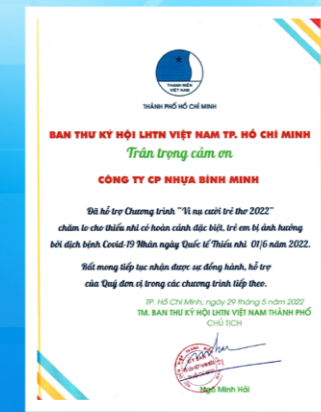 THANH NIÊN
VIỆT NAM
THÀNH PHỐ HỒ CHÍ MINH
BAN THƯ KÝ HỘI LHTN VIỆT NAM TP. HỒ CHÍ MINH
Trân trọng cảm ơn
CÔNG TY CP NHỰA BÌNH MINH
Đã hỗ trợ Chương trình "Vì nụ cười trẻ thơ 2022"
chăm lo cho thiếu nhi có hoàn cảnh đặc biệt, trẻ em bị ảnh hưởng
bởi dịch bệnh Covid-19 Nhân ngày Quốc tế Thiếu nhi 01/6 năm 2022.
Rất mong tiếp tục nhận được sự đồng hành, hỗ trợ
của Quý đơn vị trong các chương trình tiếp theo.
TP. Hồ Chí Minh, ngày 29 tháng 5 năm 2022
TM. BAN THƯ KÝ HỘI LHTN VIỆT NAM THÀNH PHỐ
CHỦ TỊCH
Ngô Minh Hải